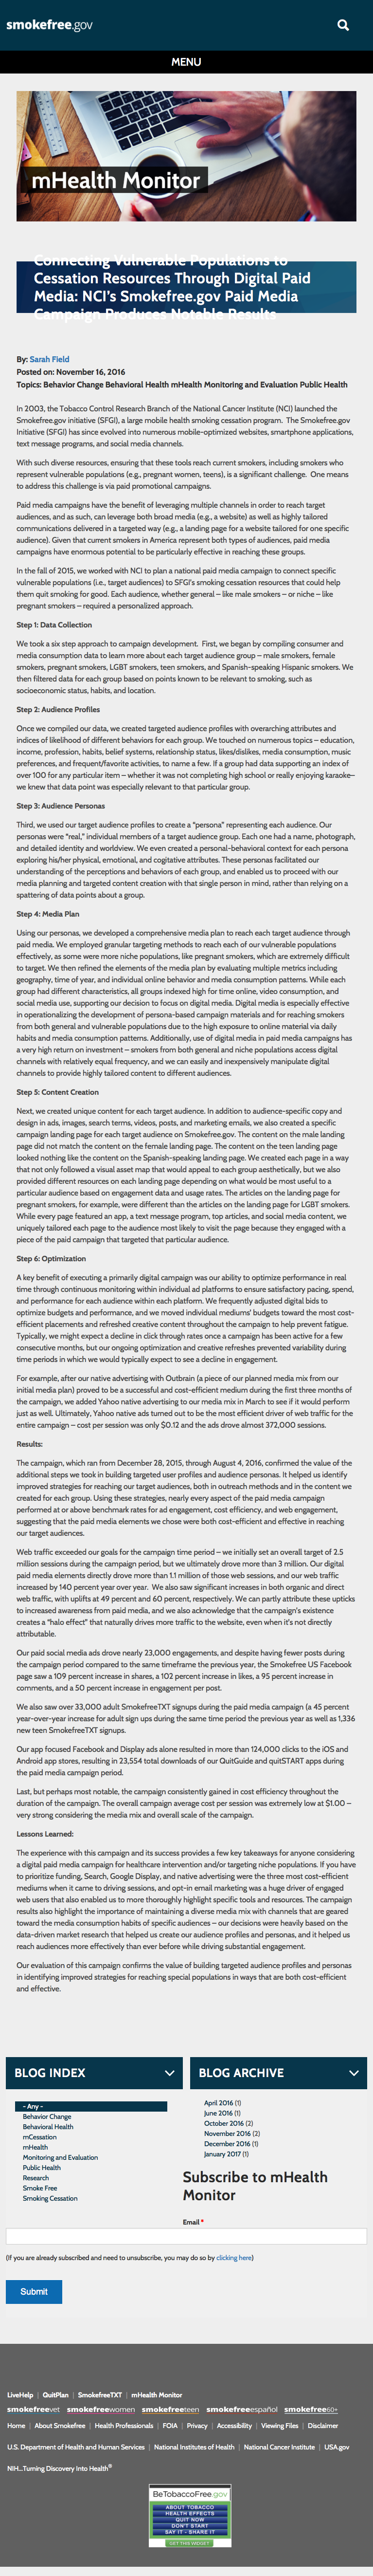 smokefree.gov
MENU
mHealth Monitor
Connecting Vulnerable Populations to
Cessation Resources Through Digital Paid
Media: NCI's Smokefree.gov Paid Media
Campaign Produces Notable Results
By: Sarah Field
Posted on: November 16, 2016
Topics: Behavior Change Behavioral Health mHealth Monitoring and Evaluation Public Health
In 2003, the Tobacco Control Research Branch of the National Cancer Institute (NCI) launched the
Smokefree.gov initiative (SFGI), a large mobile health smoking cessation program.  The Smokefree.gov
Initiative (SFGI) has since evolved into numerous mobile-optimized websites, smartphone applications,
text message programs, and social media channels.
With such diverse resources, ensuring that these tools reach current smokers, including smokers who
represent vulnerable populations (e.g., pregnant women, teens), is a significant challenge.  One means
to address this challenge is via paid promotional campaigns.
Paid media campaigns have the benefit of leveraging multiple channels in order to reach target
audiences, and as such, can leverage both broad media (e.g., a website) as well as highly tailored
communications delivered in a targeted way (e.g., a landing page for a website tailored for one specific
audience). Given that current smokers in America represent both types of audiences, paid media
campaigns have enormous potential to be particularly effective in reaching these groups.
In the fall of 2015, we worked with NCI to plan a national paid media campaign to connect specific
vulnerable populations (i.e., target audiences) to SFGI's smoking cessation resources that could help
them quit smoking for good. Each audience, whether general – like male smokers – or niche – like
pregnant smokers – required a personalized approach.
Step 1: Data Collection
We took a six step approach to campaign development.  First, we began by compiling consumer and
media consumption data to learn more about each target audience group – male smokers, female
smokers, pregnant smokers, LGBT smokers, teen smokers, and Spanish-speaking Hispanic smokers. We
then filtered data for each group based on points known to be relevant to smoking, such as
socioeconomic status, habits, and location.
Step 2: Audience Profiles
Once we compiled our data, we created targeted audience profiles with overarching attributes and
indices of likelihood of different behaviors for each group. We touched on numerous topics – education,
income, profession, habits, belief systems, relationship status, likes/dislikes, media consumption, music
preferences, and frequent/favorite activities, to name a few. If a group had data supporting an index of
over 100 for any particular item – whether it was not completing high school or really enjoying karaoke–
we knew that data point was especially relevant to that particular group.
Step 3: Audience Personas
Third, we used our target audience profiles to create a "persona" representing each audience. Our
personas were "real," individual members of a target audience group. Each one had a name, photograph,
and detailed identity and worldview. We even created a personal-behavioral context for each persona
exploring his/her physical, emotional, and cogitative attributes. These personas facilitated our
understanding of the perceptions and behaviors of each group, and enabled us to proceed with our
media planning and targeted content creation with that single person in mind, rather than relying on a
spattering of data points about a group.
Step 4: Media Plan
Using our personas, we developed a comprehensive media plan to reach each target audience through
paid media. We employed granular targeting methods to reach each of our vulnerable populations
effectively, as some were more niche populations, like pregnant smokers, which are extremely difficult
to target. We then refined the elements of the media plan by evaluating multiple metrics including
geography, time of year, and individual online behavior and media consumption patterns. While each
group had different characteristics, all groups indexed high for time online, video consumption, and
social media use, supporting our decision to focus on digital media. Digital media is especially effective
in operationalizing the development of persona-based campaign materials and for reaching smokers
from both general and vulnerable populations due to the high exposure to online material via daily
habits and media consumption patterns. Additionally, use of digital media in paid media campaigns has
a very high return on investment – smokers from both general and niche populations access digital
channels with relatively equal frequency, and we can easily and inexpensively manipulate digital
channels to provide highly tailored content to different audiences.
Step 5: Content Creation
Next, we created unique content for each target audience. In addition to audience-specific copy and
design in ads, images, search terms, videos, posts, and marketing emails, we also created a specific
campaign landing page for each target audience on Smokefree.gov. The content on the male landing
page did not match the content on the female landing page. The content on the teen landing page
looked nothing like the content on the Spanish-speaking landing page. We created each page in a way
that not only followed a visual asset map that would appeal to each group aesthetically, but we also
provided different resources on each landing page depending on what would be most useful to a
particular audience based on engagement data and usage rates. The articles on the landing page for
pregnant smokers, for example, were different than the articles on the landing page for LGBT smokers.
While every page featured an app, a text message program, top articles, and social media content, we
uniquely tailored each page to the audience most likely to visit the page because they engaged with a
piece of the paid campaign that targeted that particular audience.
Step 6: Optimization
A key benefit of executing a primarily digital campaign was our ability to optimize performance in real
time through continuous monitoring within individual ad platforms to ensure satisfactory pacing, spend,
and performance for each audience within each platform. We frequently adjusted digital bids to
optimize budgets and performance, and we moved individual mediums' budgets toward the most cost-
efficient placements and refreshed creative content throughout the campaign to help prevent fatigue.
Typically, we might expect a decline in click through rates once a campaign has been active for a few
consecutive months, but our ongoing optimization and creative refreshes prevented variability during
time periods in which we would typically expect to see a decline in engagement.
For example, after our native advertising with Outbrain (a piece of our planned media mix from our
initial media plan) proved to be a successful and cost-efficient medium during the first three months of
the campaign, we added Yahoo native advertising to our media mix in March to see if it would perform
just as well. Ultimately, Yahoo native ads turned out to be the most efficient driver of web traffic for the
entire campaign – cost per session was only $0.12 and the ads drove almost 372,000 sessions.
Results:
The campaign, which ran from December 28, 2015, through August 4, 2016, confirmed the value of the
additional steps we took in building targeted user profiles and audience personas. It helped us identify
improved strategies for reaching our target audiences, both in outreach methods and in the content we
created for each group. Using these strategies, nearly every aspect of the paid media campaign
performed at or above benchmark rates for ad engagement, cost efficiency, and web engagement,
suggesting that the paid media elements we chose were both cost-efficient and effective in reaching
our target audiences.
Web traffic exceeded our goals for the campaign time period – we initially set an overall target of 2.5
million sessions during the campaign period, but we ultimately drove more than 3 million. Our digital
paid media elements directly drove more than 1.1 million of those web sessions, and our web traffic
increased by 140 percent year over year.  We also saw significant increases in both organic and direct
web traffic, with uplifts of 49 percent and 60 percent, respectively. We can partly attribute these upticks
to increased awareness from paid media, and we also acknowledge that the campaign's existence
creates a "halo effect" that naturally drives more traffic to the website, even when it's not directly
attributable.
Our paid social media ads drove nearly 23,000 engagements, and despite having fewer posts during
the campaign period compared to the same timeframe the previous year, the Smokefree US Facebook
page saw a 109 percent increase in shares, a 102 percent increase in likes, a 95 percent increase in
comments, and a 50 percent increase in engagement per post.
We also saw over 33,000 adult SmokefreeTXT signups during the paid media campaign (a 45 percent
year-over-year increase for adult sign ups during the same time period the previous year as well as 1,336
new teen SmokefreeTXT signups.
Our app focused Facebook and Display ads alone resulted in more than 124,000 clicks to the iOS and
Android app stores, resulting in 23,554 total downloads of our QuitGuide and quitSTART apps during
the paid media campaign period.
Last, but perhaps most notable, the campaign consistently gained in cost efficiency throughout the
duration of the campaign. The overall campaign average cost per session was extremely low at $1.00 –
very strong considering the media mix and overall scale of the campaign.
Lessons Learned:
The experience with this campaign and its success provides a few key takeaways for anyone considering
a digital paid media campaign for healthcare intervention and/or targeting niche populations. If you have
to prioritize funding, Search, Google Display, and native advertising were the three most cost-efficient
mediums when it came to driving sessions, and opt-in email marketing was a huge driver of engaged
web users that also enabled us to more thoroughly highlight specific tools and resources. The campaign
results also highlight the importance of maintaining a diverse media mix with channels that are geared
toward the media consumption habits of specific audiences – our decisions were heavily based on the
data-driven market research that helped us create our audience profiles and personas, and it helped us
reach audiences more effectively than ever before while driving substantial engagement.
Our evaluation of this campaign confirms the value of building targeted audience profiles and personas
in identifying improved strategies for reaching special populations in ways that are both cost-efficient
and effective.
BLOG INDEX
- Any -
Behavior Change
Behavioral Health
mCessation
mHealth
Monitoring and Evaluation
Public Health
Research
Smoke Free
Smoking Cessation
BLOG ARCHIVE
April 2016 (1)
June 2016 (1)
October 2016 (2)
November 2016 (2)
December 2016 (1)
January 2017 (1)
Subscribe to mHealth
Monitor
Email *
(If you are already subscribed and need to unsubscribe, you may do so by clicking here)
Submit
LiveHelp | QuitPlan | SmokefreeTXT | mHealth Monitor
smokefreevet smokefreewomen smokefreeteen smokefreeespañol smokefree60+
Home | About Smokefree | Health Professionals | FOIA | Privacy | Accessibility | Viewing Files | Disclaimer
U.S. Department of Health and Human Services | National Institutes of Health | National Cancer Institute | USA.gov
NIH...Turning Discovery Into Health®
BeTobaccoFree.gov
ABOUT TOBACCO
HEALTH EFFECTS
QUIT NOW
DON'T START
SAY IT - SHARE IT
GET THIS WIDGET